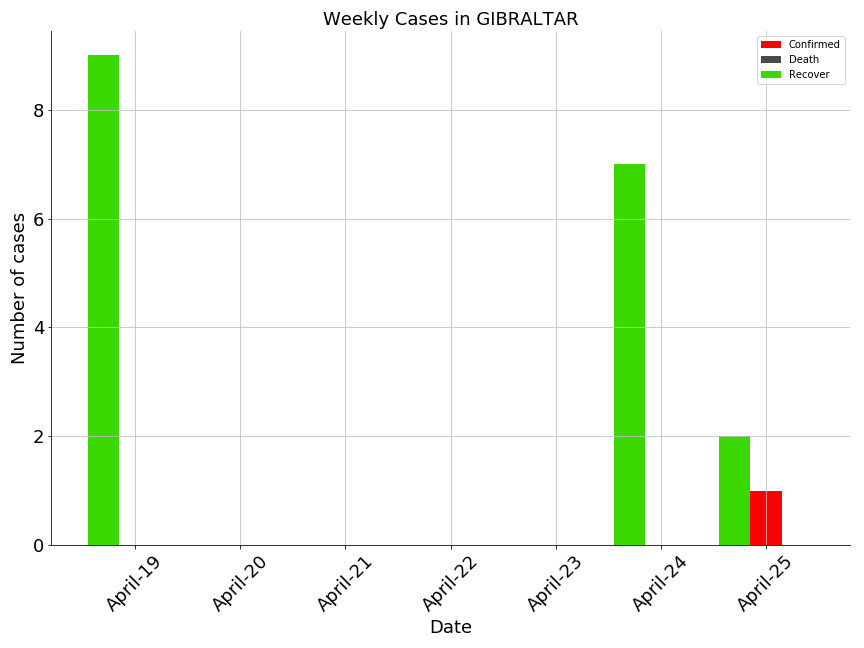 Weekly Cases in GIBRALTAR
Confirmed
Death
Recover
Number of cases
8
6
4
2
0
April-19
April-20
April-21
April-22
April-23
April-24
April-25
Date